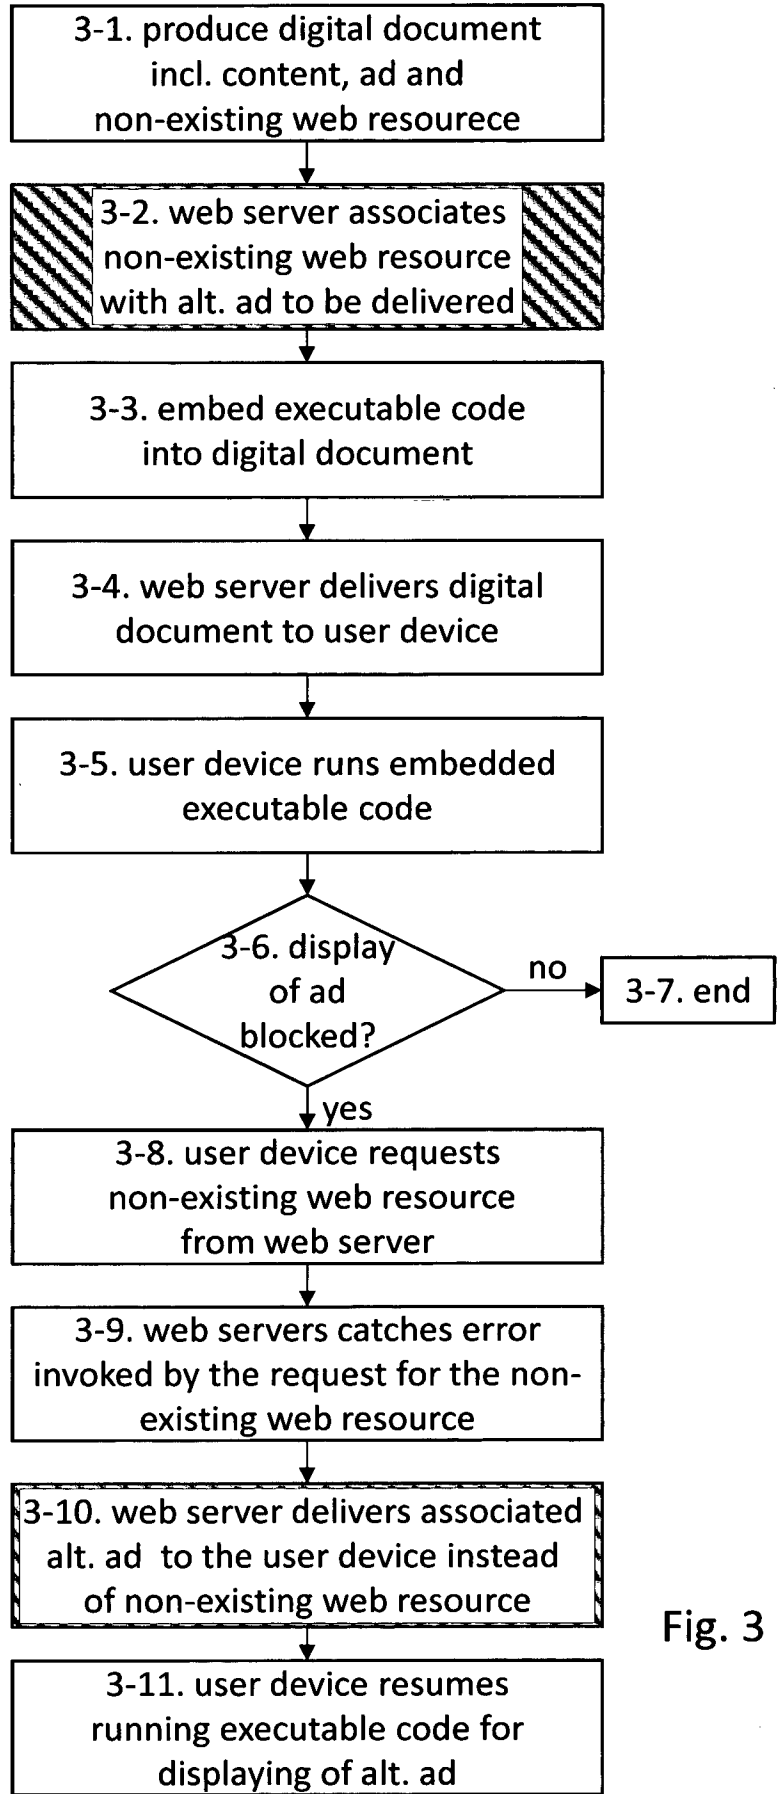 3-1. produce digital document
incl. content, ad and
non-existing web resourece
3-2. web server associates
non-existing web resource
with alt. ad to be delivered
3-3. embed executable code
into digital document
3-4. web server delivers digital
document to user device
3-5. user device runs embedded
executable code
3-6. display
of ad
blocked?
no
3-7. end
yes
3-8. user device requests
non-existing web resource
from web server
3-9. web servers catches error
invoked by the request for the non-
existing web resource
3-10. web server delivers associated
alt. ad to the user device instead
of non-existing web resource
Fig. 3
3-11. user device resumes
running executable code for
displaying of alt. ad